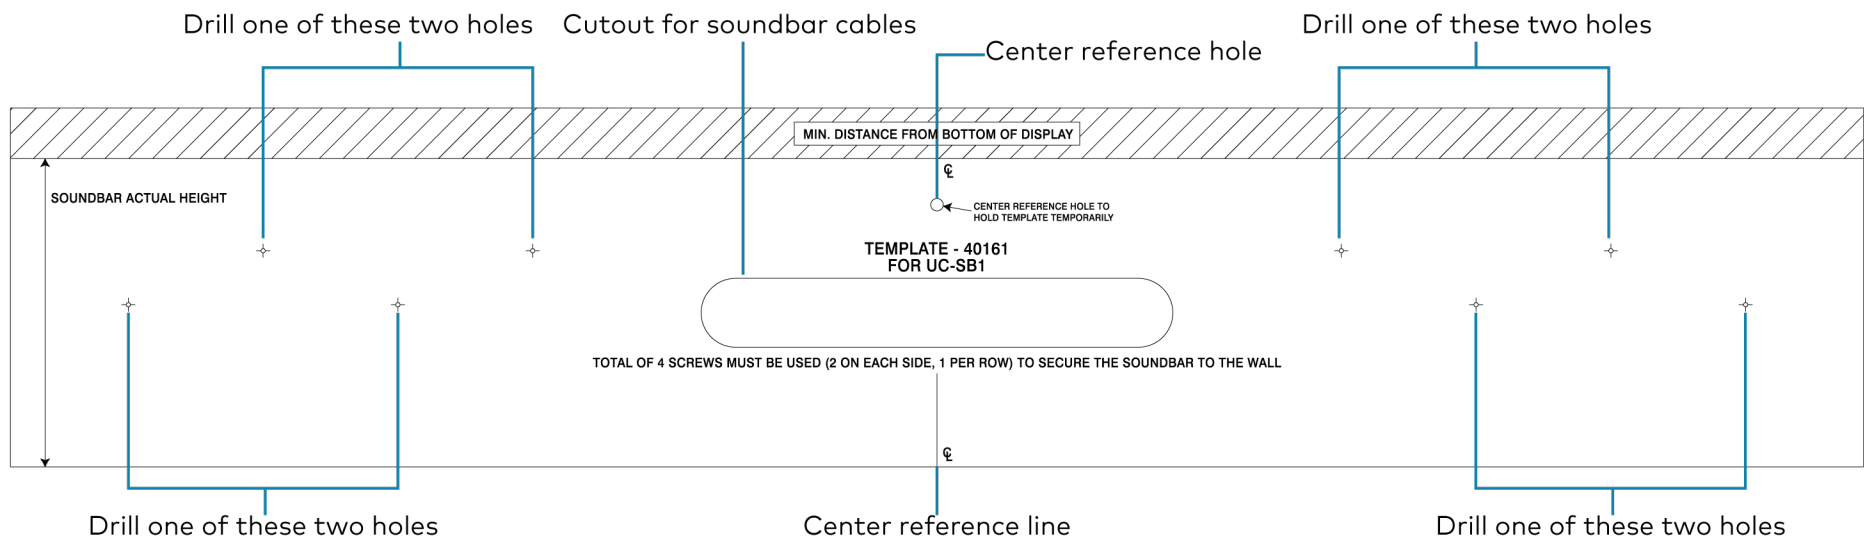 Drill one of these two holes
Cutout for soundbar cables
Center reference hole
Drill one of these two holes
MIN. DISTANCE FROM BOTTOM OF DISPLAY
℄
SOUNDBAR ACTUAL HEIGHT
CENTER REFERENCE HOLE TO
HOLD TEMPLATE TEMPORARILY
TEMPLATE - 40161
FOR UC-SB1
TOTAL OF 4 SCREWS MUST BE USED (2 ON EACH SIDE, 1 PER ROW) TO SECURE THE SOUNDBAR TO THE WALL
℄
Drill one of these two holes
Center reference line
Drill one of these two holes